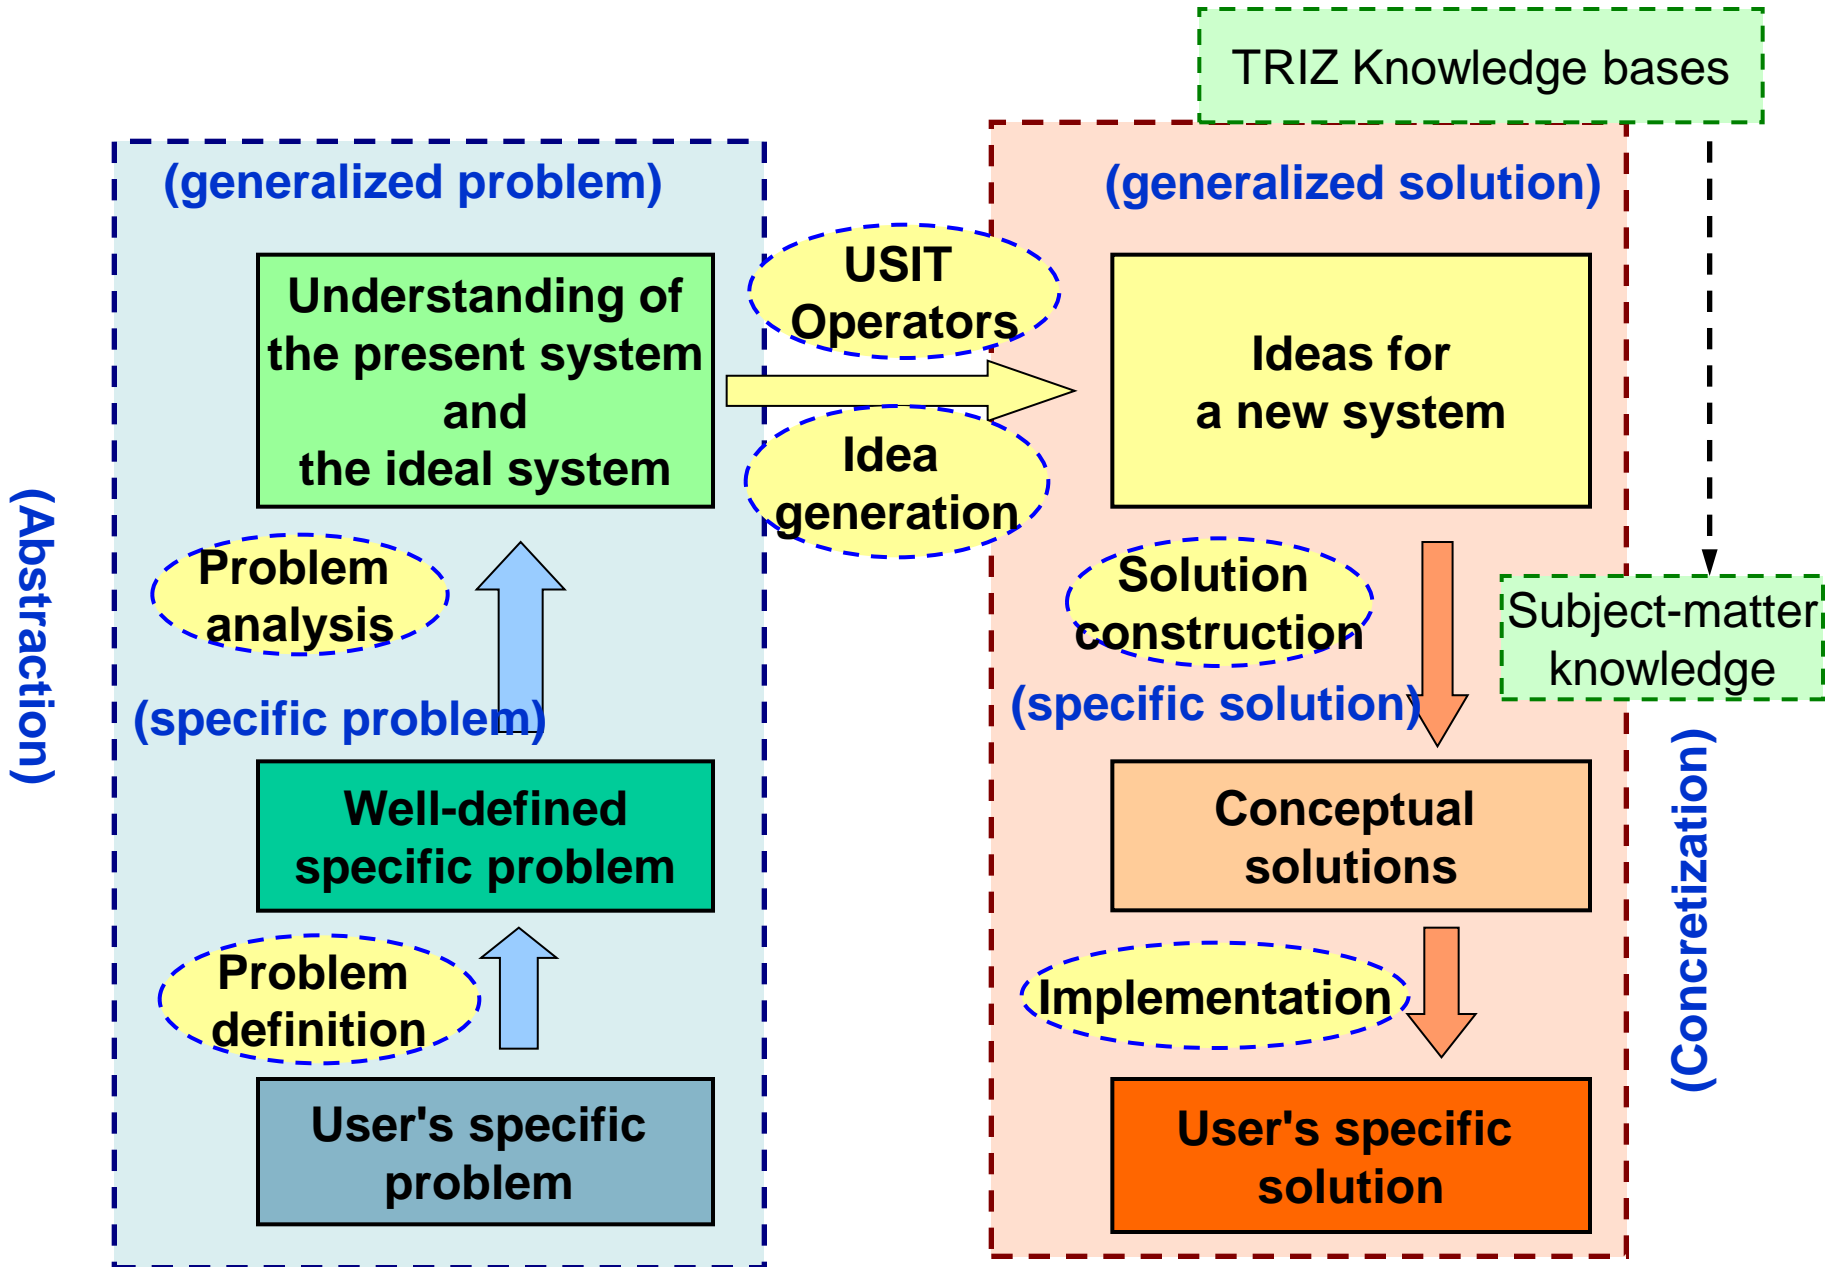 TRIZ Knowledge bases
(generalized problem)
(generalized solution)
Understanding of
the present system
and
the ideal system
USIT
Operators
Idea
generation
Ideas for
a new system
(Abstraction)
Problem
analysis
Solution
construction
Subject-matter
knowledge
(specific problem)
(specific solution)
Well-defined
specific problem
Conceptual
solutions
(Concretization)
Problem
definition
Implementation
User's specific
problem
User's specific
solution